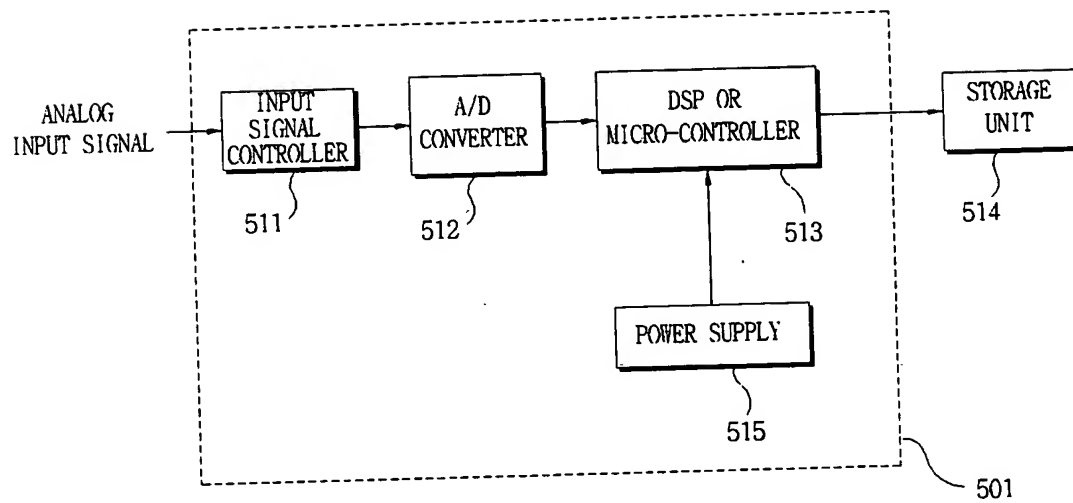 ANALOG
INPUT SIGNAL
INPUT
SIGNAL
CONTROLLER
511
A/D
CONVERTER
512
DSP OR
MICRO-CONTROLLER
513
STORAGE
UNIT
514
POWER SUPPLY
515
501